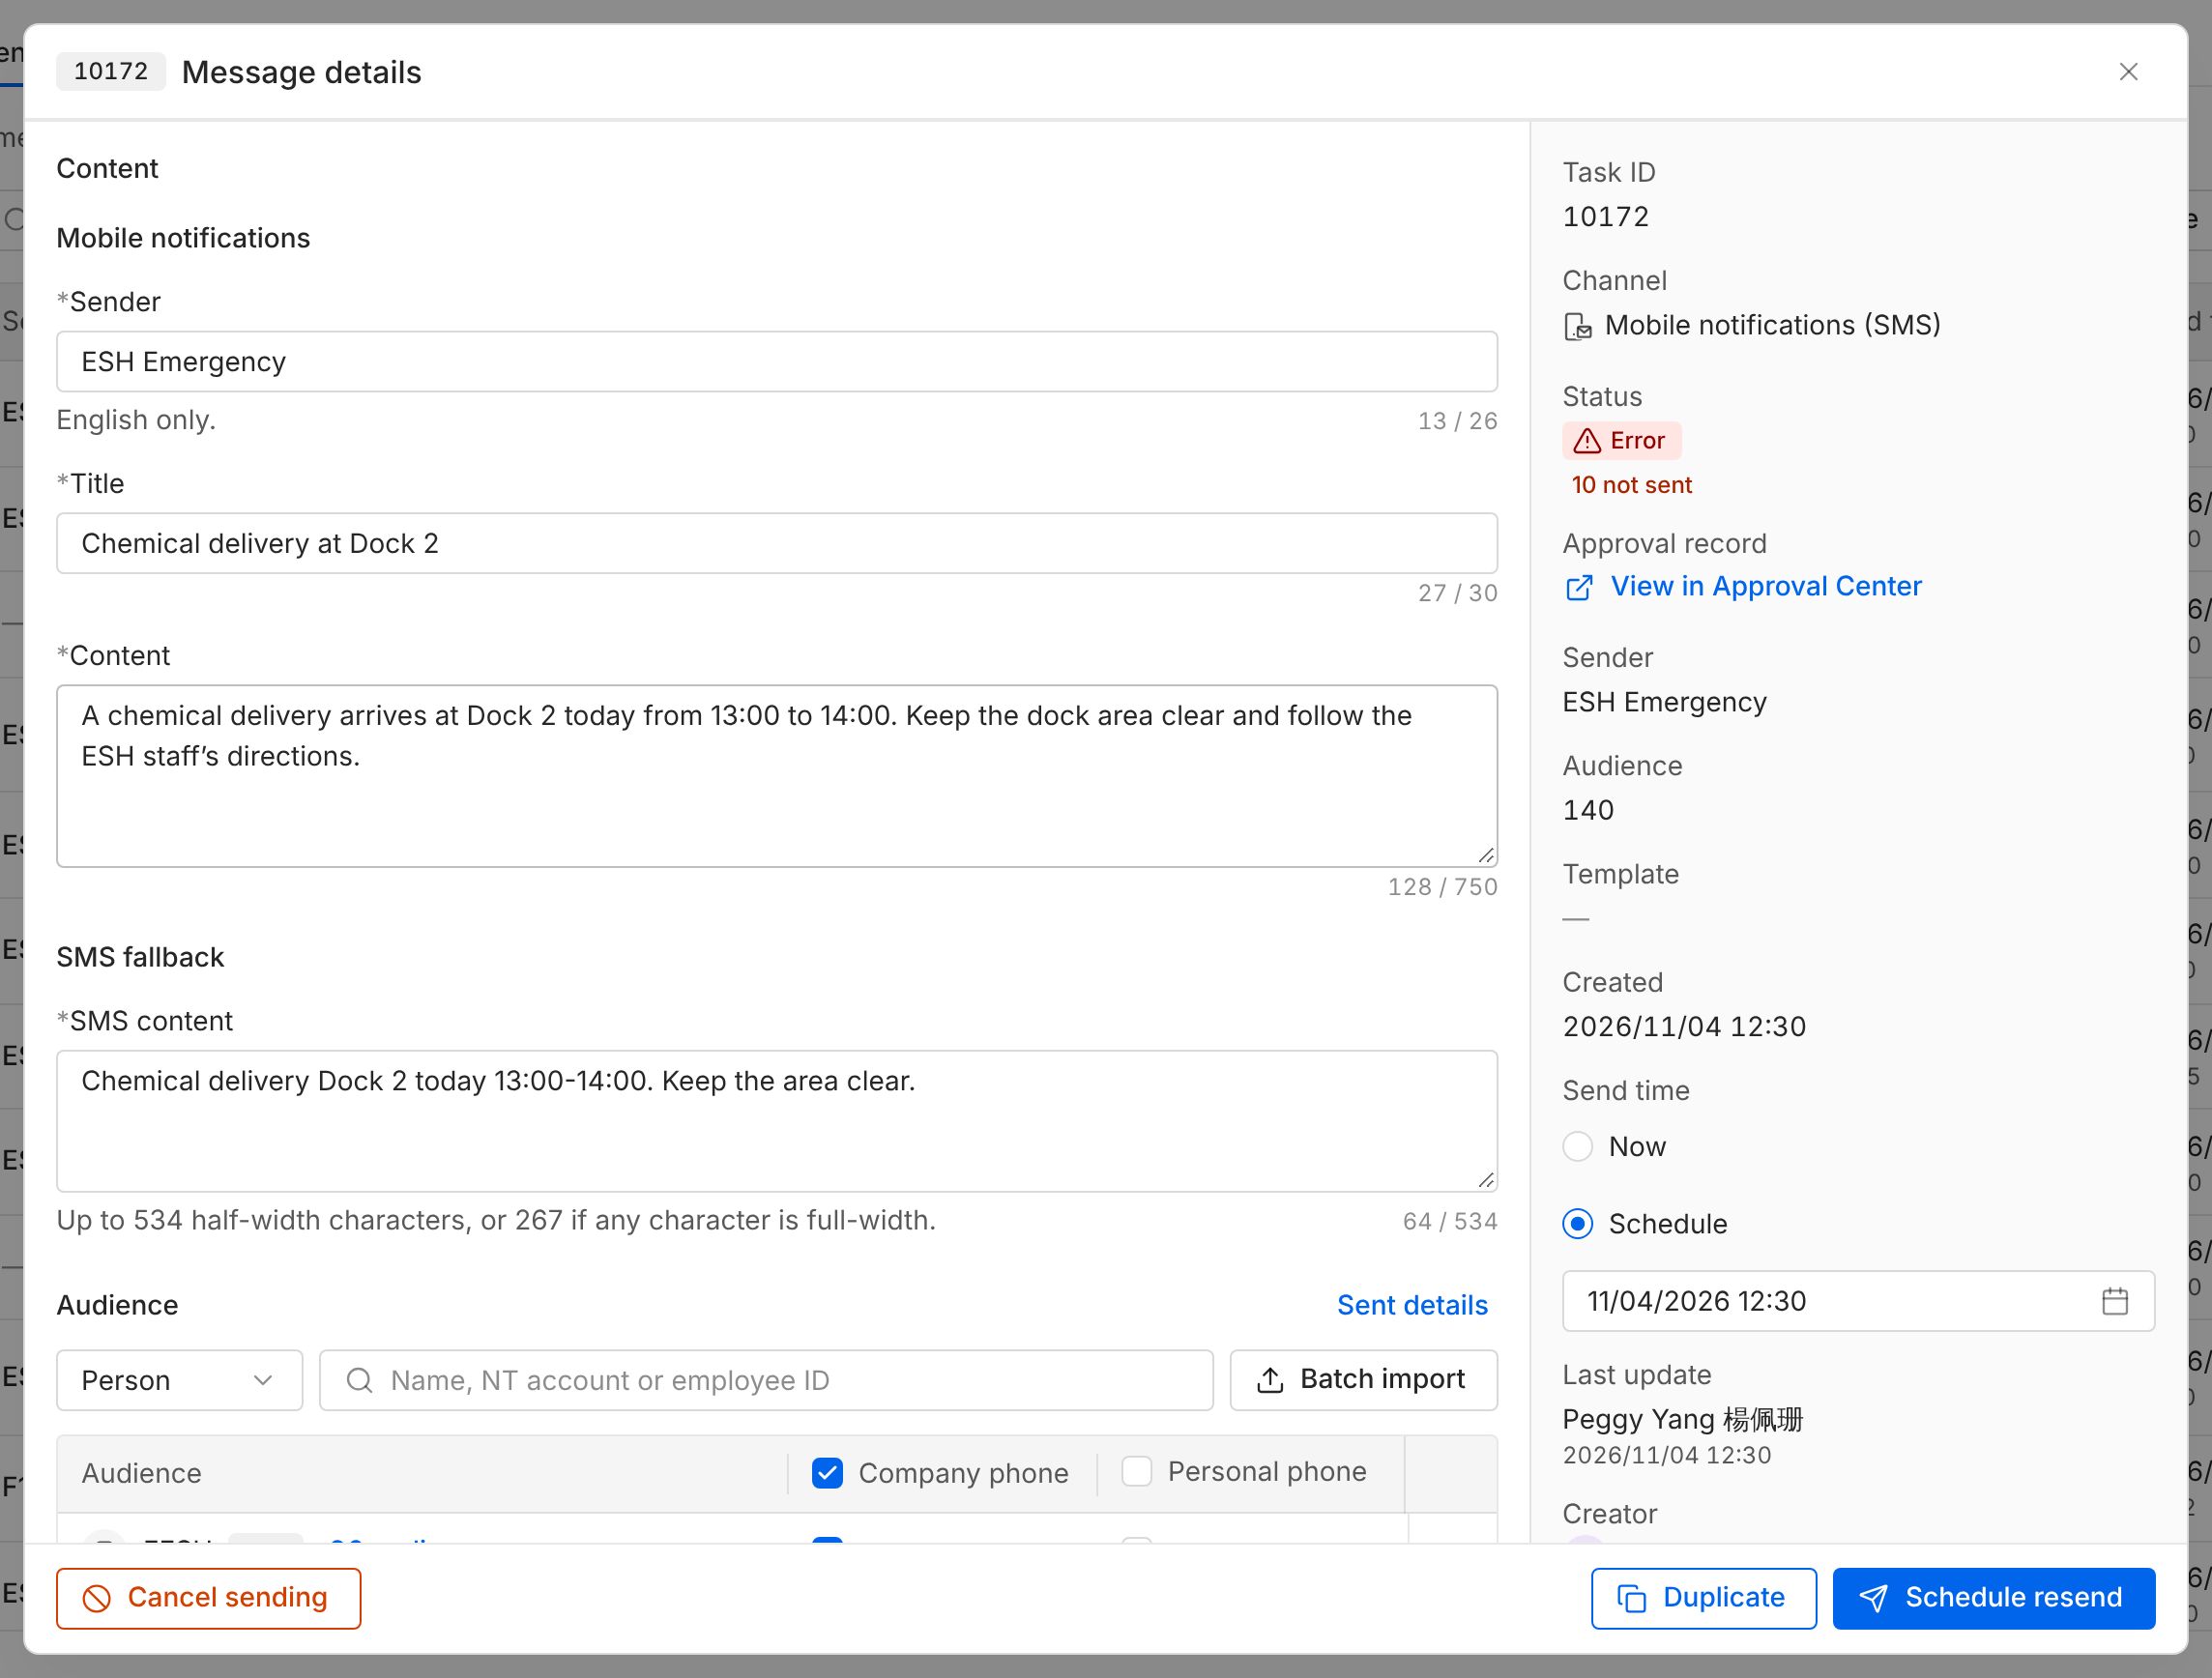 10172 Message details
Content
Mobile notifications
*Sender
ESH Emergency
English only.
13 / 26
*Title
Chemical delivery at Dock 2
27 / 30
*Content
A chemical delivery arrives at Dock 2 today from 13:00 to 14:00. Keep the dock area clear and follow the
ESH staff’s directions.
128 / 750
SMS fallback
*SMS content
Chemical delivery Dock 2 today 13:00-14:00. Keep the area clear.
Up to 534 half-width characters, or 267 if any character is full-width.
64 / 534
Audience
Sent details
Person
Name, NT account or employee ID
Batch import
Audience
Company phone
Personal phone
Task ID
10172
Channel
Mobile notifications (SMS)
Status
Error
10 not sent
Approval record
View in Approval Center
Sender
ESH Emergency
Audience
140
Template
—
Created
2026/11/04 12:30
Send time
Now
Schedule
11/04/2026 12:30
Last update
Peggy Yang 楊佩珊
2026/11/04 12:30
Creator
Cancel sending
Duplicate
Schedule resend